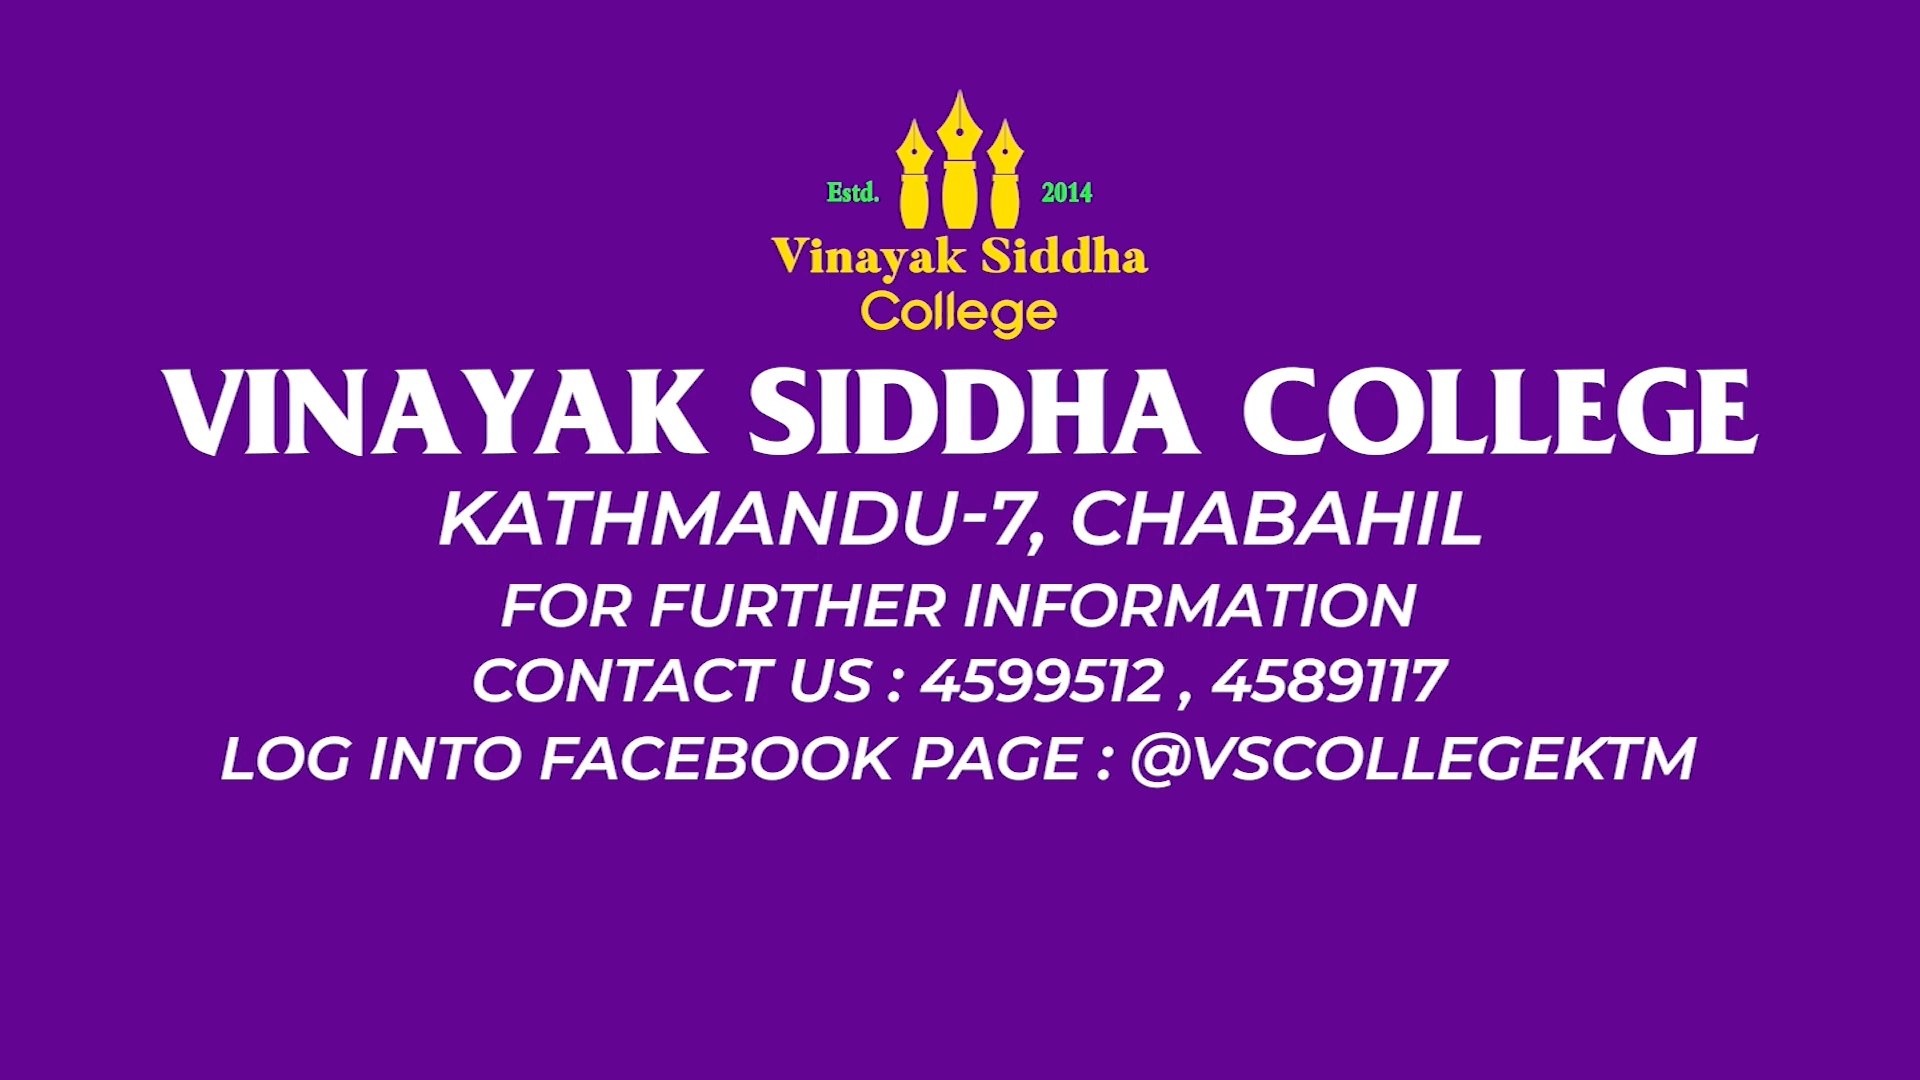 Estd. 2014
Vinayak Siddha
College
VINAYAK SIDDHA COLLEGE
KATHMANDU-7, CHABAHIL
FOR FURTHER INFORMATION
CONTACT US : 4599512 , 4589117
LOG INTO FACEBOOK PAGE : @VSCOLLEGEKTM